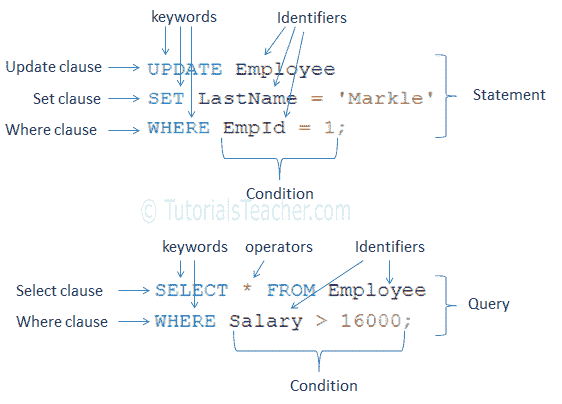 keywords Identifiers
Update clause UPDATE Employee
Set clause SET LastName = 'Markle' Statement
Where clause WHERE EmpId = 1;
Condition
© TutorialsTeacher.com
keywords operators Identifiers
Select clause SELECT * FROM Employee
Query
Where clause WHERE Salary > 16000;
Condition